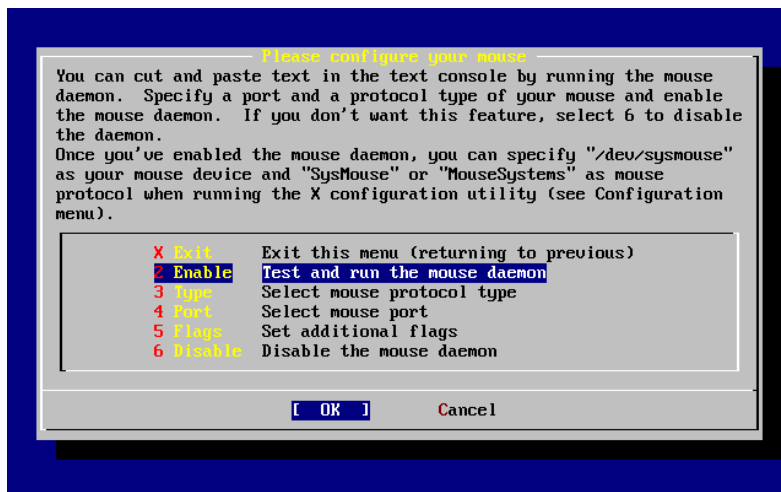 Please configure your mouse
You can cut and paste text in the text console by running the mouse
daemon.  Specify a port and a protocol type of your mouse and enable
the mouse daemon.  If you don't want this feature, select 6 to disable
the daemon.
Once you've enabled the mouse daemon, you can specify "/dev/sysmouse"
as your mouse device and "SysMouse" or "MouseSystems" as mouse
protocol when running the X configuration utility (see Configuration
menu).
X Exit Exit this menu (returning to previous)
2 Enable Test and run the mouse daemon
3 Type Select mouse protocol type
4 Port Select mouse port
5 Flags Set additional flags
6 Disable Disable the mouse daemon
[ OK ] Cancel